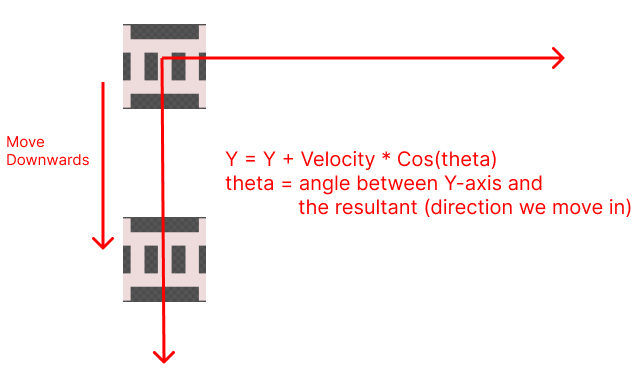 Move
Downwards
Y = Y + Velocity * Cos(theta)
theta = angle between Y-axis and
the resultant (direction we move in)